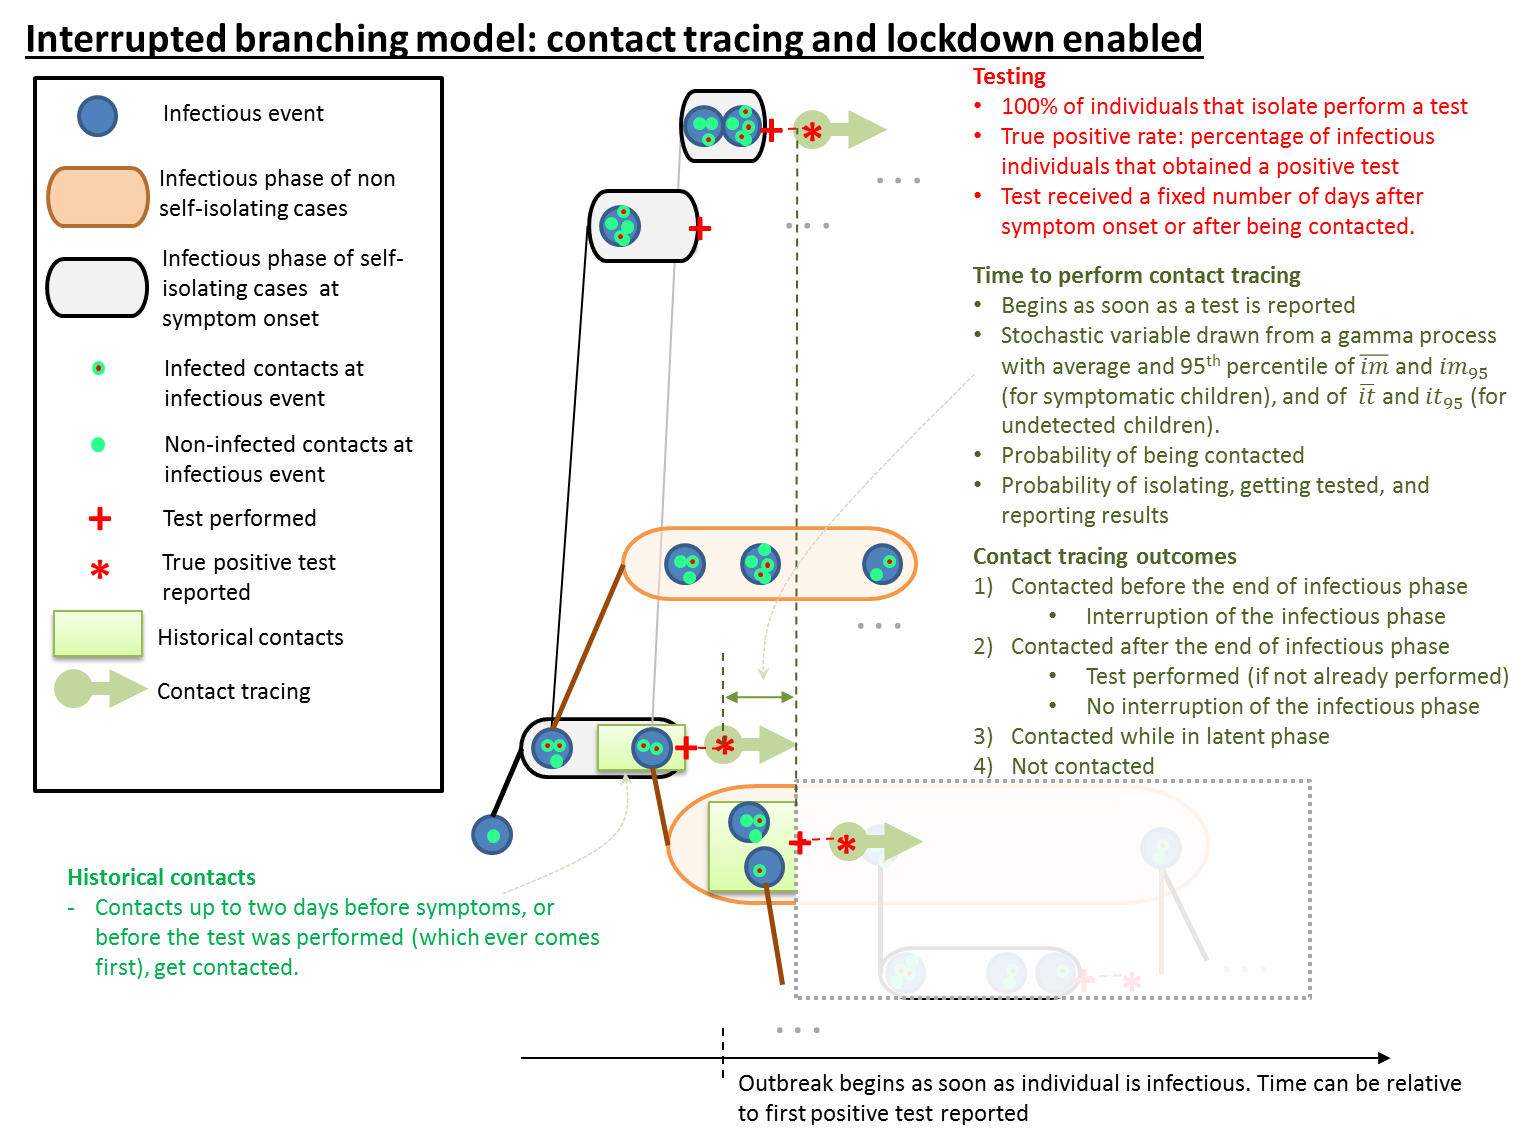 Interrupted branching model: contact tracing and lockdown enabled
Infectious event
Infectious phase of non
self-isolating cases
Infectious phase of self-
isolating cases  at
symptom onset
Infected contacts at
infectious event
Non-infected contacts at
infectious event
Test performed
True positive test
reported
Historical contacts
Contact tracing
Testing
• 100% of individuals that isolate perform a test
• True positive rate: percentage of infectious
individuals that obtained a positive test
• Test received a fixed number of days after
symptom onset or after being contacted.
Time to perform contact tracing
• Begins as soon as a test is reported
• Stochastic variable drawn from a gamma process
with average and 95th percentile of i̅m̅ and im₉₅
(for symptomatic children), and of i̅t̅ and it₉₅ (for
undetected children).
• Probability of being contacted
• Probability of isolating, getting tested, and
reporting results
Contact tracing outcomes
1) Contacted before the end of infectious phase
• Interruption of the infectious phase
2) Contacted after the end of infectious phase
• Test performed (if not already performed)
• No interruption of the infectious phase
3) Contacted while in latent phase
4) Not contacted
Historical contacts
- Contacts up to two days before symptoms, or
before the test was performed (which ever comes
first), get contacted.
Outbreak begins as soon as individual is infectious. Time can be relative
to first positive test reported